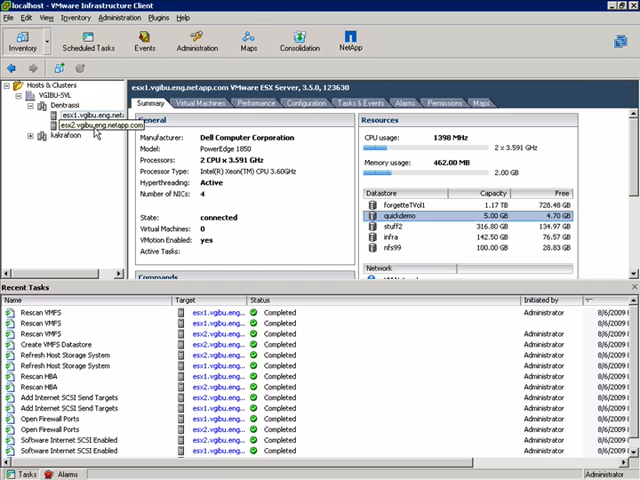 localhost - VMware Infrastructure Client
File Edit View Inventory Administration Plugins Help
Inventory Scheduled Tasks Events Administration Maps Consolidation NetApp
Hosts & Clusters
VGIBU-SVL
Dentrassi
esx1.vgibu.eng.neta
esx2.vgibu.eng.netapp.com
kakrafoon
esx1.vgibu.eng.netapp.com VMware ESX Server, 3.5.0, 123630
Summary Virtual Machines Performance Configuration Tasks & Events Alarms Permissions Maps
General
Manufacturer: Dell Computer Corporation
Model: PowerEdge 1850
Processors: 2 CPU x 3.591 GHz
Processor Type: Intel(R) Xeon(TM) CPU 3.60GHz
Hyperthreading: Active
Number of NICs: 4
State: connected
Virtual Machines: 0
VMotion Enabled: yes
Active Tasks:
Commands
Resources
CPU usage: 1398 MHz
2 x 3.591 GHz
Memory usage: 462.00 MB
2.00 GB
Datastore Capacity Free
forgetteTVol1 1.17 TB 728.48 GB
quickdemo 5.00 GB 4.70 GB
stuff2 316.80 GB 134.97 GB
infra 142.50 GB 76.57 GB
nfs99 100.00 GB 28.83 GB
Network
Recent Tasks
Name Target Status Initiated by
Rescan VMFS esx1.vgibu.eng... Completed Administrator 8/6/2009
Rescan VMFS esx1.vgibu.eng... Completed 8/6/2009
Rescan VMFS esx2.vgibu.eng... Completed Administrator 8/6/2009
Create VMFS Datastore esx2.vgibu.eng... Completed Administrator 8/6/2009
Refresh Host Storage System esx1.vgibu.eng... Completed Administrator 8/6/2009
Refresh Host Storage System esx2.vgibu.eng... Completed Administrator 8/6/2009
Rescan HBA esx1.vgibu.eng... Completed Administrator 8/6/2009
Rescan HBA esx2.vgibu.eng... Completed Administrator 8/6/2009
Add Internet SCSI Send Targets esx2.vgibu.eng... Completed Administrator 8/6/2009
Add Internet SCSI Send Targets esx1.vgibu.eng... Completed Administrator 8/6/2009
Open Firewall Ports esx2.vgibu.eng... Completed Administrator 8/6/2009
Open Firewall Ports esx1.vgibu.eng... Completed Administrator 8/6/2009
Software Internet SCSI Enabled esx2.vgibu.eng... Completed Administrator 8/6/2009
Software Internet SCSI Enabled esx1.vgibu.eng... Completed Administrator 8/6/2009
Tasks Alarms Administrator